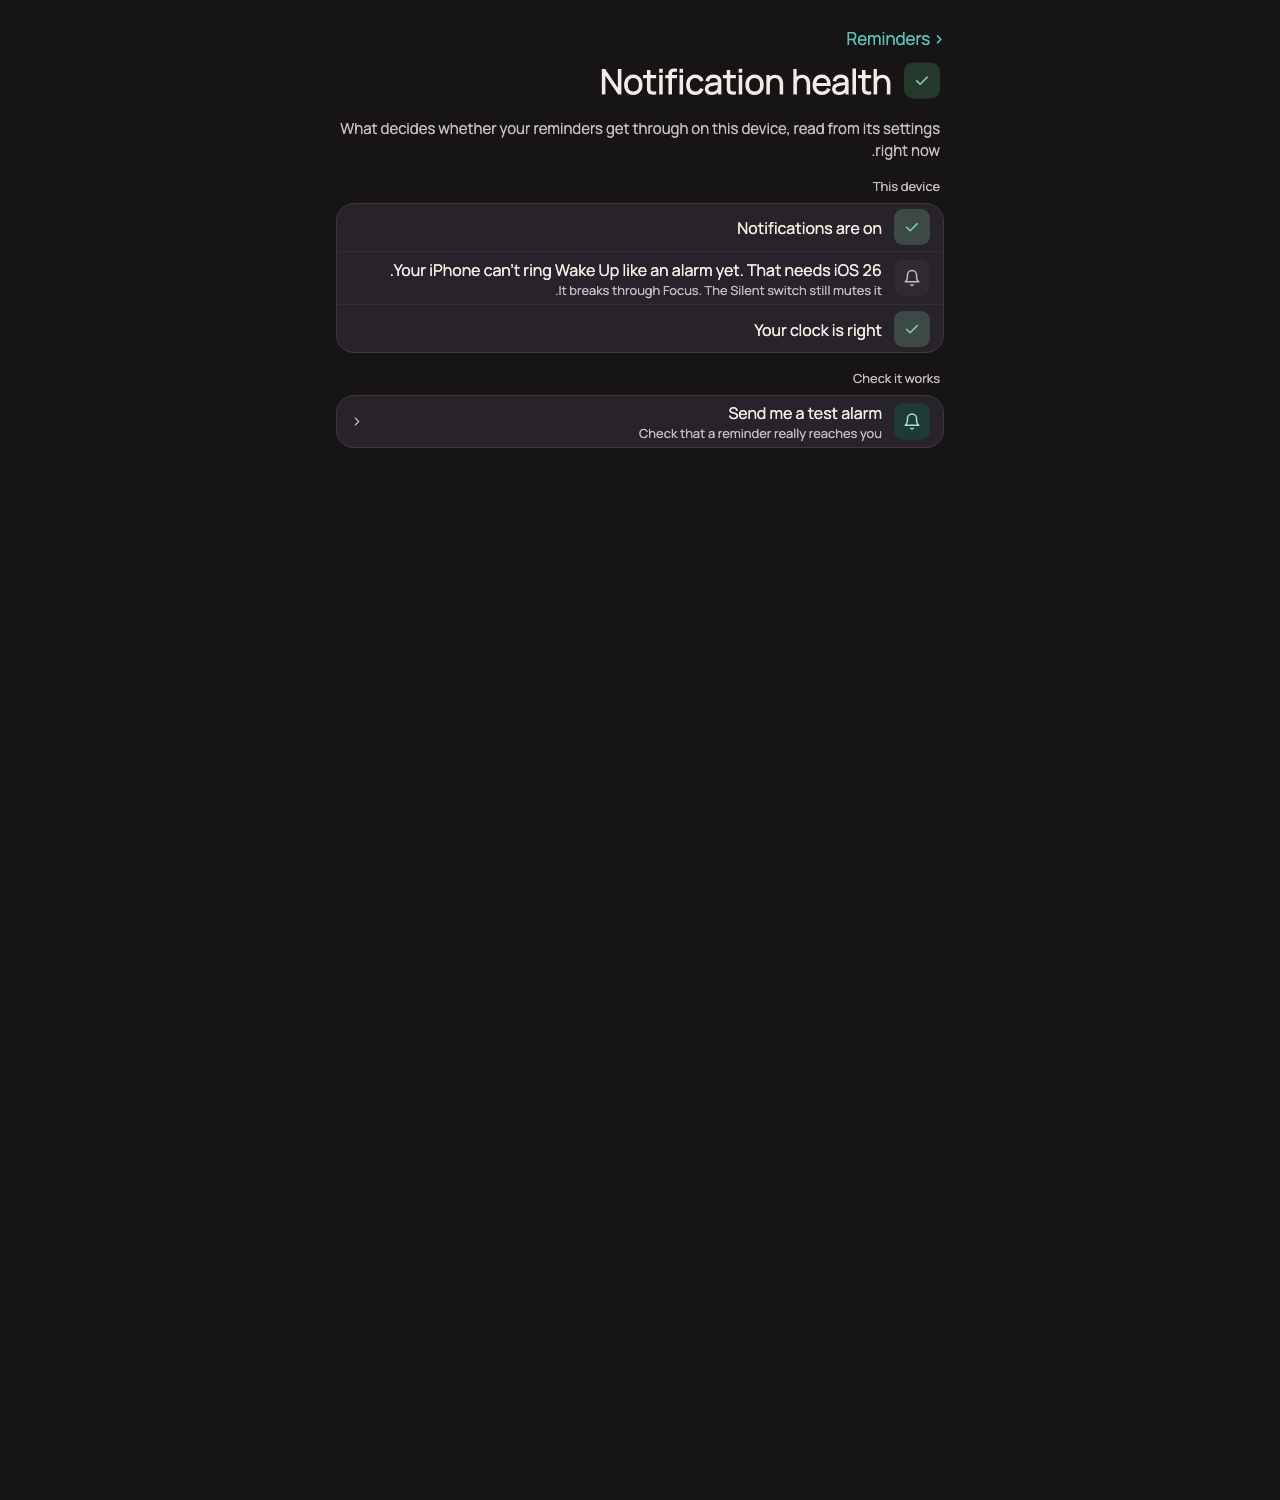 Reminders
Notification health
What decides whether your reminders get through on this device, read from its settings
right now.
This device
Notifications are on
Your iPhone can't ring Wake Up like an alarm yet. That needs iOS 26.
It breaks through Focus. The Silent switch still mutes it.
Your clock is right
Check it works
Send me a test alarm
Check that a reminder really reaches you